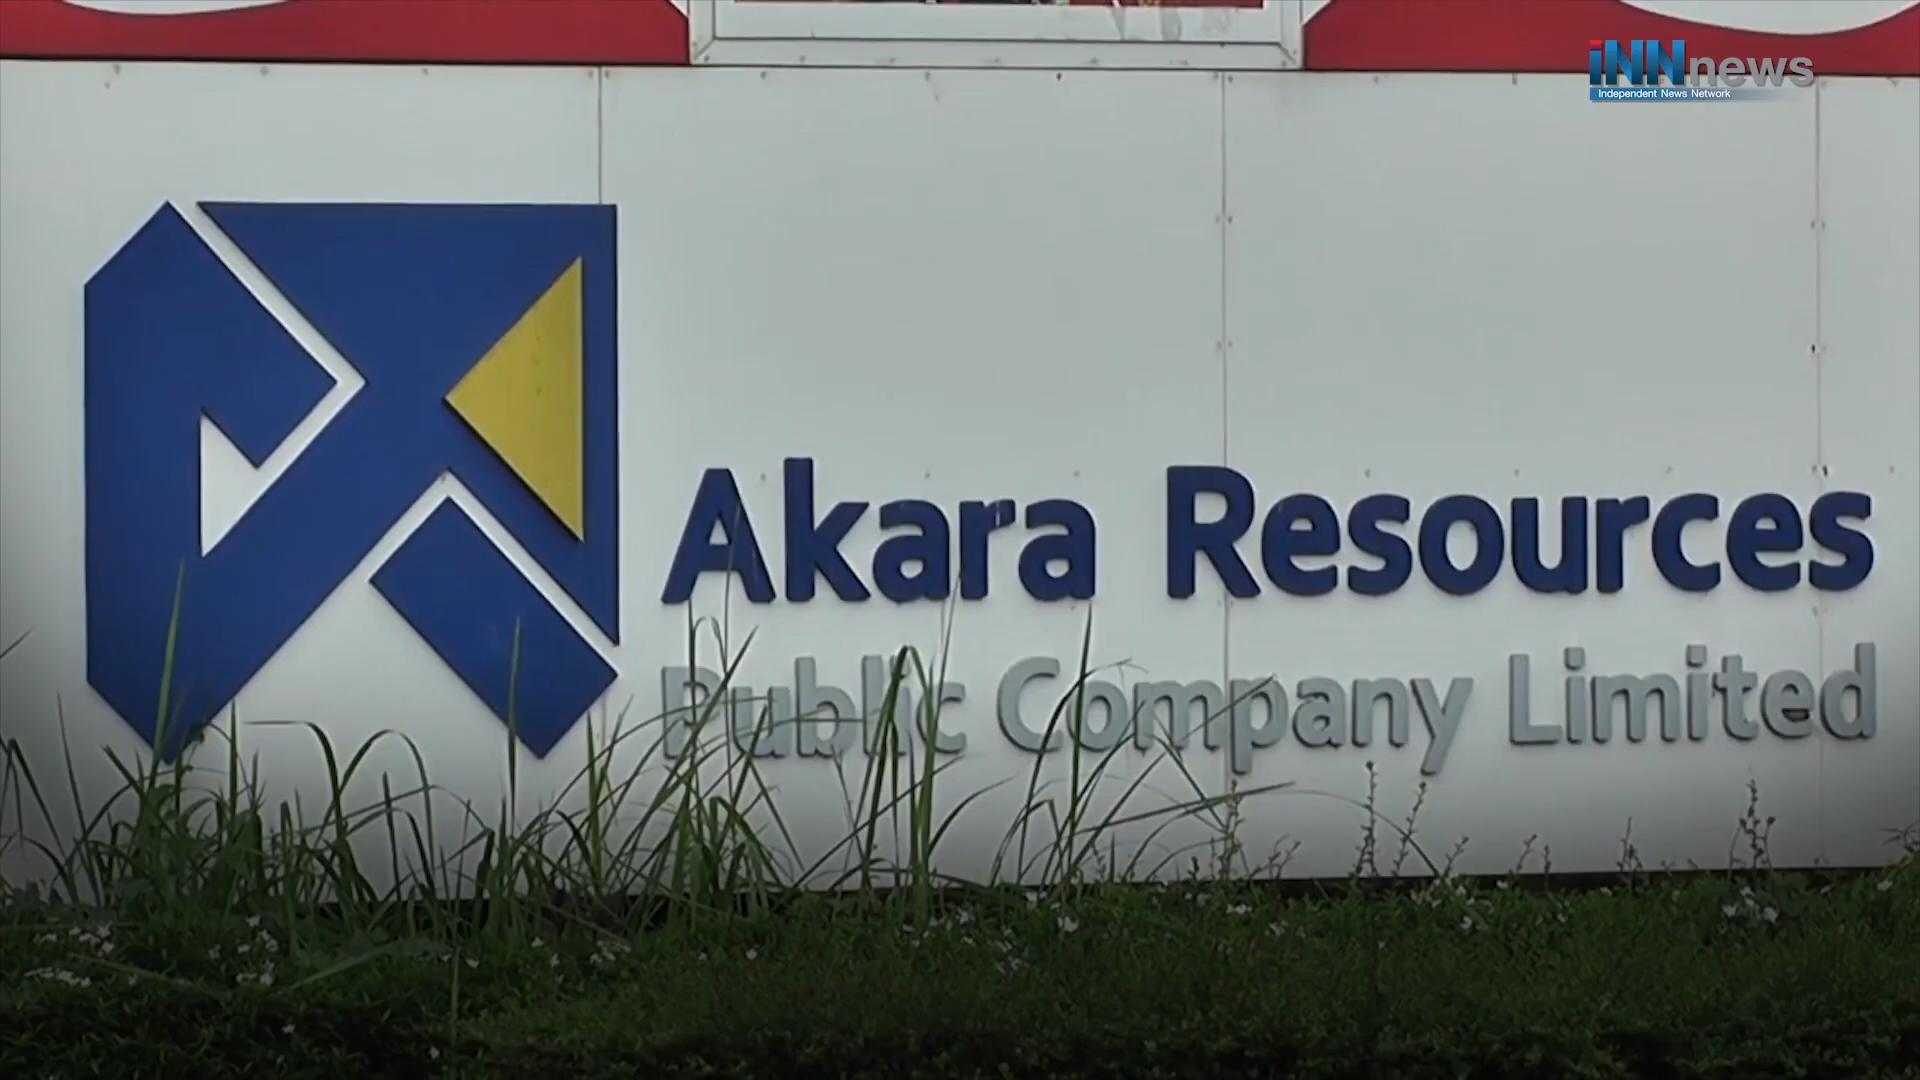 iNNnews
Independent News Network
Akara Resources
Public Company Limited